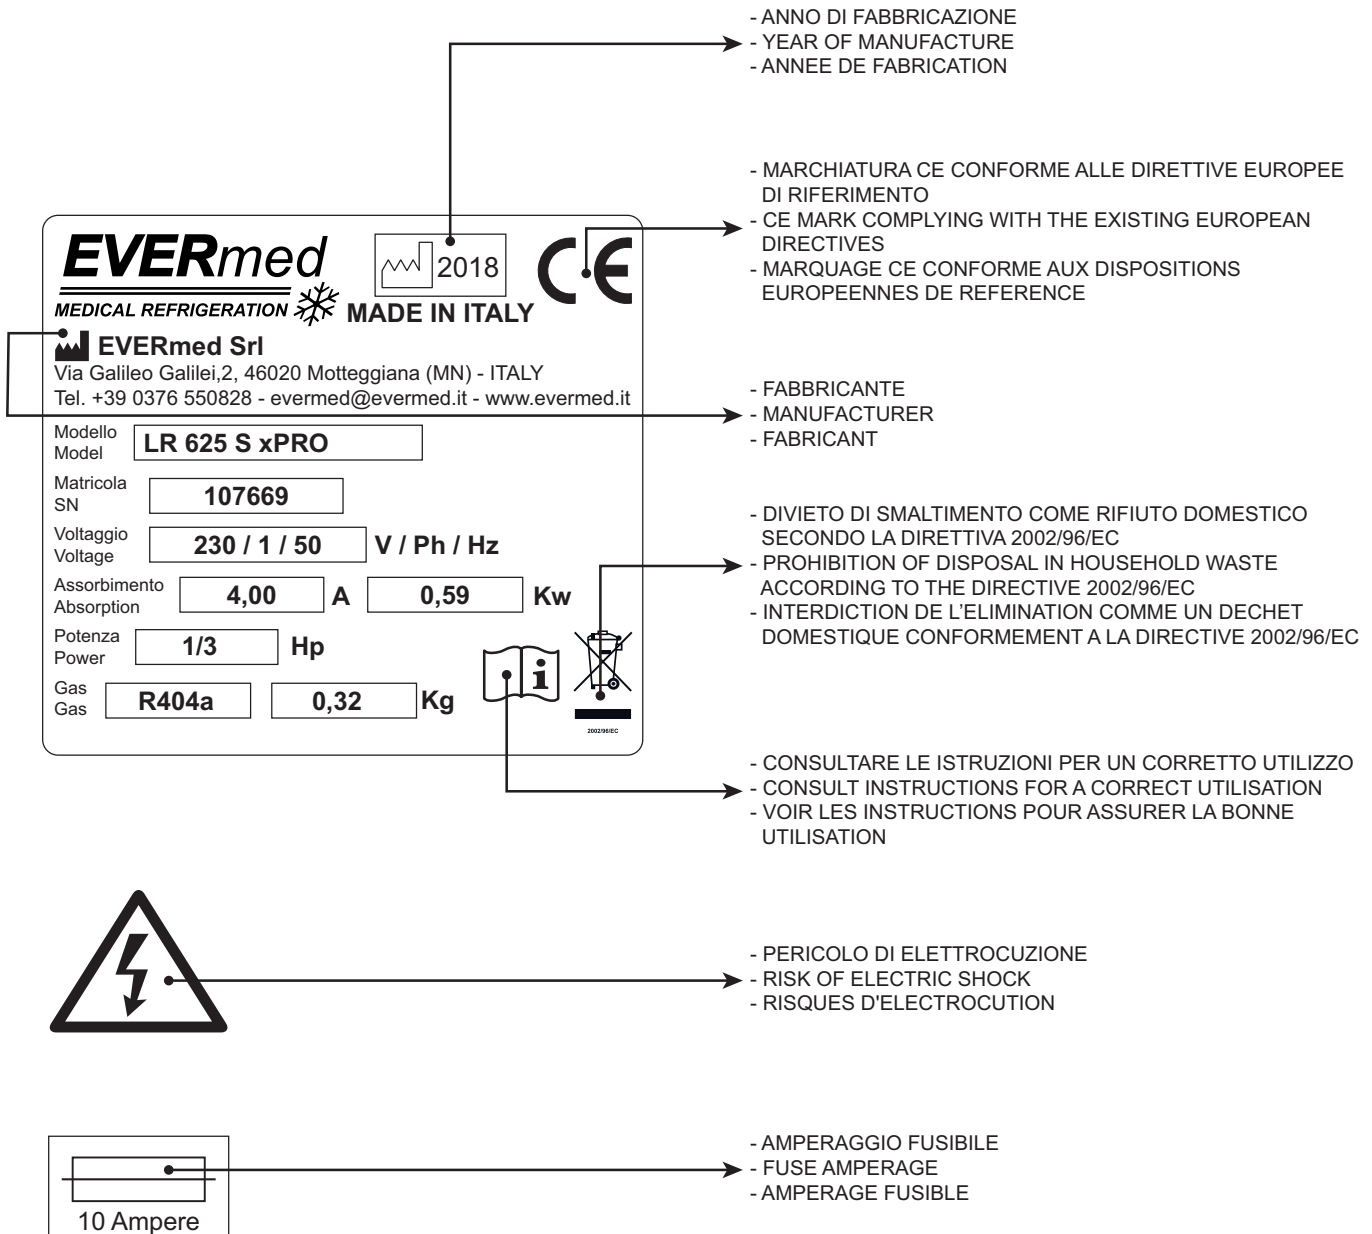 - ANNO DI FABBRICAZIONE
- YEAR OF MANUFACTURE
- ANNEE DE FABRICATION
- MARCHIATURA CE CONFORME ALLE DIRETTIVE EUROPEE
DI RIFERIMENTO
- CE MARK COMPLYING WITH THE EXISTING EUROPEAN
DIRECTIVES
- MARQUAGE CE CONFORME AUX DISPOSITIONS
EUROPEENNES DE REFERENCE
EVERmed
MEDICAL REFRIGERATION
2018
MADE IN ITALY
CE
EVERmed Srl
Via Galileo Galilei,2, 46020 Motteggiana (MN) - ITALY
Tel. +39 0376 550828 - evermed@evermed.it - www.evermed.it
Modello
Model
LR 625 S xPRO
Matricola
SN
107669
Voltaggio
Voltage
230 / 1 / 50 V / Ph / Hz
Assorbimento
Absorption
4,00 A 0,59 Kw
Potenza
Power
1/3 Hp
Gas
Gas
R404a 0,32 Kg
i
2002/96/EC
- FABBRICANTE
- MANUFACTURER
- FABRICANT
- DIVIETO DI SMALTIMENTO COME RIFIUTO DOMESTICO
SECONDO LA DIRETTIVA 2002/96/EC
- PROHIBITION OF DISPOSAL IN HOUSEHOLD WASTE
ACCORDING TO THE DIRECTIVE 2002/96/EC
- INTERDICTION DE L’ELIMINATION COMME UN DECHET
DOMESTIQUE CONFORMEMENT A LA DIRECTIVE 2002/96/EC
- CONSULTARE LE ISTRUZIONI PER UN CORRETTO UTILIZZO
- CONSULT INSTRUCTIONS FOR A CORRECT UTILISATION
- VOIR LES INSTRUCTIONS POUR ASSURER LA BONNE
UTILISATION
- PERICOLO DI ELETTROCUZIONE
- RISK OF ELECTRIC SHOCK
- RISQUES D'ELECTROCUTION
- AMPERAGGIO FUSIBILE
- FUSE AMPERAGE
- AMPERAGE FUSIBLE
10 Ampere